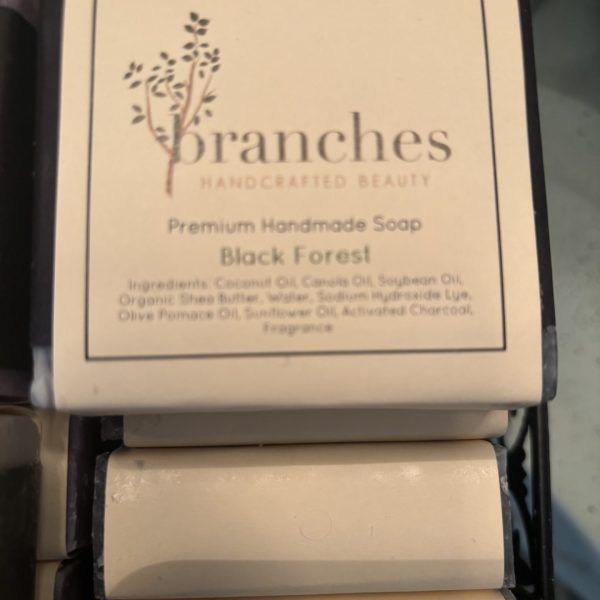 branches
HANDCRAFTED BEAUTY
Premium Handmade Soap
Black Forest
Ingredients: Coconut Oil, Canola Oil, Soybean Oil,
Organic Shea Butter, Water, Sodium Hydroxide Lye,
Olive Pomace Oil, Sunflower Oil, Activated Charcoal,
Fragrance